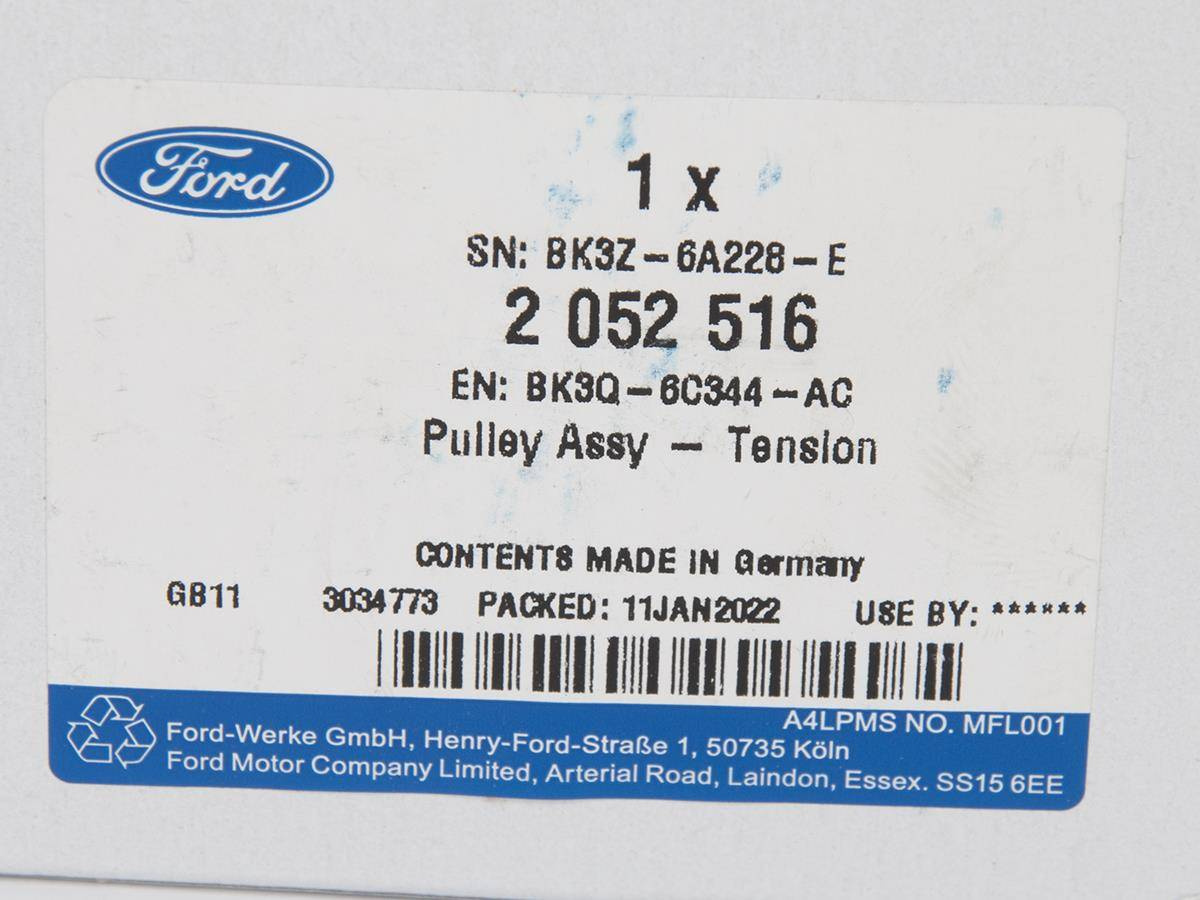 Ford
1 x
SN: BK3Z-6A228-E
2 052 516
EN: BK3Q-6C344-AC
Pulley Assy - Tension
CONTENTS MADE IN Germany
GB11 3034773 PACKED: 11JAN2022 USE BY: ******
A4LPMS NO. MFL001
Ford-Werke GmbH, Henry-Ford-Straße 1, 50735 Köln
Ford Motor Company Limited, Arterial Road, Laindon, Essex. SS15 6EE